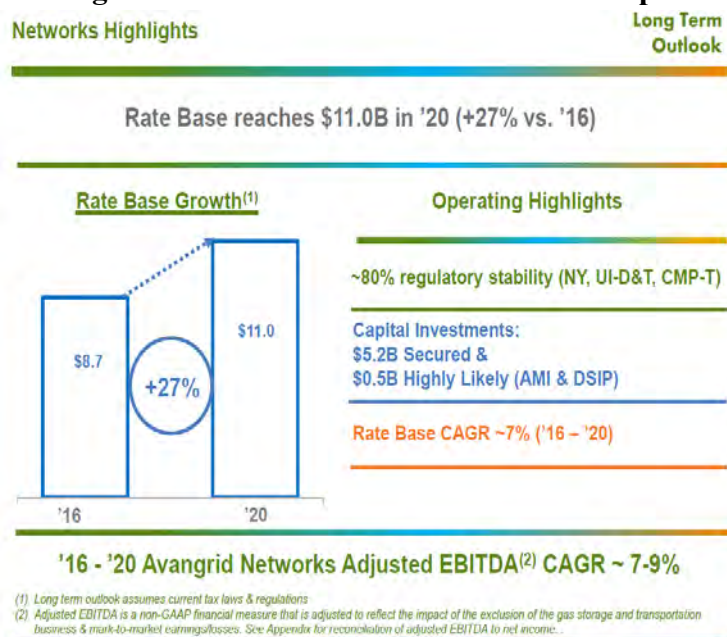 Networks Highlights
Long Term
Outlook
Rate Base reaches $11.0B in ’20 (+27% vs. ’16)
Rate Base Growth(1)
$8.7
+27%
$11.0
’16
’20
Operating Highlights
~80% regulatory stability (NY, UI-D&T, CMP-T)
Capital Investments:
$5.2B Secured &
$0.5B Highly Likely (AMI & DSIP)
Rate Base CAGR ~7% (’16 – ’20)
’16 - ’20 Avangrid Networks Adjusted EBITDA(2) CAGR ~ 7-9%
(1) Long term outlook assumes current tax laws & regulations
(2) Adjusted EBITDA is a non-GAAP financial measure that is adjusted to reflect the impact of the exclusion of the gas storage and transportation
business & mark-to-market earnings/losses. See Appendix for reconciliation of adjusted EBITDA to net income...